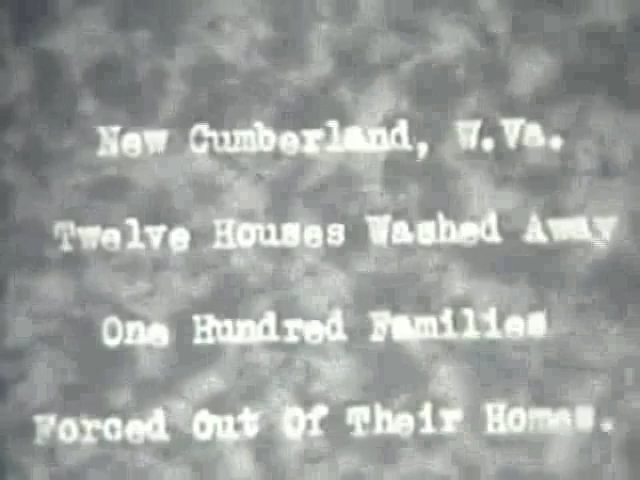 New Cumberland, W.Va.
Twelve Houses Washed Away
One Hundred Families
Forced Out Of Their Homes.